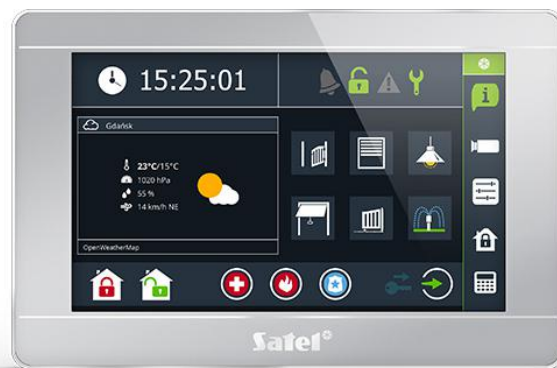 15:25:01
Gdańsk
23°C/15°C
1020 hPa
55 %
14 km/h NE
OpenWeatherMap
i
Satel®